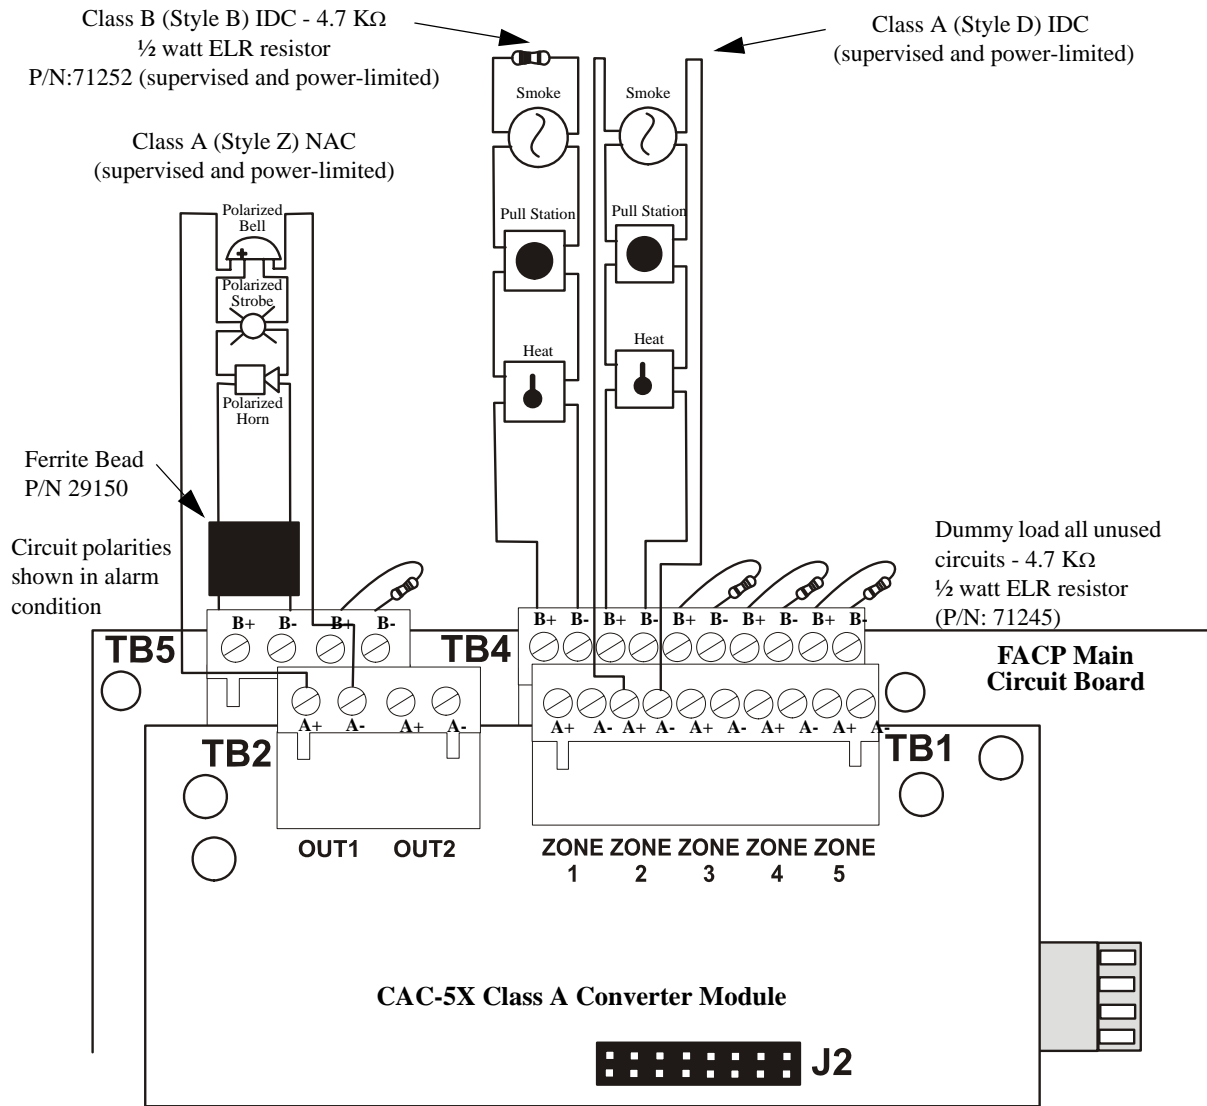 Class B (Style B) IDC - 4.7 KΩ
½ watt ELR resistor
P/N:71252 (supervised and power-limited)
Class A (Style D) IDC
(supervised and power-limited)
Class A (Style Z) NAC
(supervised and power-limited)
Smoke
Smoke
Pull Station
Pull Station
Heat
Heat
Polarized
Bell
+
Polarized
Strobe
Polarized
Horn
Ferrite Bead
P/N 29150
Circuit polarities
shown in alarm
condition
Dummy load all unused
circuits - 4.7 KΩ
½ watt ELR resistor
(P/N: 71245)
B+ B- B+ B-
B+ B- B+ B- B+ B- B+ B- B+ B-
TB5
TB4
FACP Main
Circuit Board
A+ A- A+ A-
A+ A- A+ A- A+ A- A+ A- A+ A-
TB2
TB1
OUT1 OUT2
ZONE ZONE ZONE ZONE ZONE
1 2 3 4 5
CAC-5X Class A Converter Module
J2